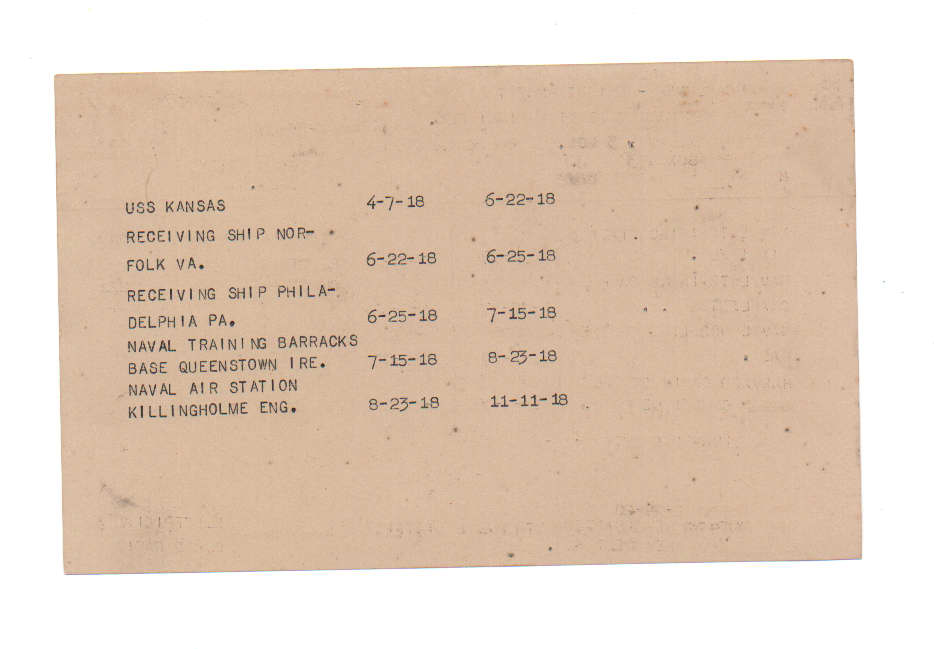 USS KANSAS 4-7-18 6-22-18
RECEIVING SHIP NOR-
FOLK VA. 6-22-18 6-25-18
RECEIVING SHIP PHILA-
DELPHIA PA. 6-25-18 7-15-18
NAVAL TRAINING BARRACKS
BASE QUEENSTOWN IRE. 7-15-18 8-23-18
NAVAL AIR STATION
KILLINGHOLME ENG. 8-23-18 11-11-18